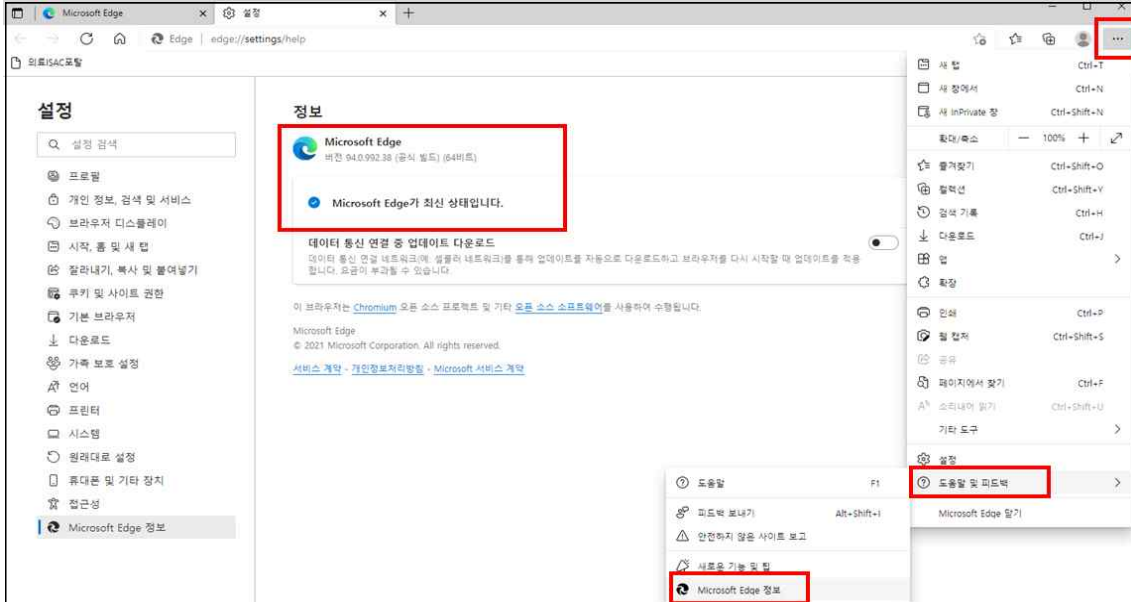 Microsoft Edge
설정
Edge
edge://settings/help
의료ISAC포탈
설정
설정 검색
프로필
개인 정보, 검색 및 서비스
브라우저 디스플레이
시작, 홈 및 새 탭
잘라내기, 복사 및 붙여넣기
쿠키 및 사이트 권한
기본 브라우저
다운로드
가족 보호 설정
언어
프린터
시스템
원래대로 설정
휴대폰 및 기타 장치
접근성
Microsoft Edge 정보
정보
Microsoft Edge
버전 94.0.992.38 (공식 빌드) (64비트)
Microsoft Edge가 최신 상태입니다.
데이터 통신 연결 중 업데이트 다운로드
데이터 통신 연결 네트워크(예: 셀룰러 네트워크)를 통해 업데이트를 자동으로 다운로드하고 브라우저를 다시 시작할 때 업데이트를 적용
합니다. 요금이 부과될 수 있습니다.
이 브라우저는 Chromium 오픈 소스 프로젝트 및 기타 오픈 소스 소프트웨어를 사용하여 수행됩니다.
Microsoft Edge
© 2021 Microsoft Corporation. All rights reserved.
서비스 계약 - 개인정보처리방침 - Microsoft 서비스 계약
새 탭 Ctrl+T
새 창에서 Ctrl+N
새 InPrivate 창 Ctrl+Shift+N
확대/축소 — 100% +
즐겨찾기 Ctrl+Shift+O
컬렉션 Ctrl+Shift+Y
검색 기록 Ctrl+H
다운로드 Ctrl+J
앱
확장
인쇄 Ctrl+P
웹 캡처 Ctrl+Shift+S
공유
페이지에서 찾기 Ctrl+F
소리내어 읽기 Ctrl+Shift+U
기타 도구
설정
도움말 및 피드백
Microsoft Edge 닫기
도움말 F1
피드백 보내기 Alt+Shift+I
안전하지 않은 사이트 보고
새로운 기능 및 팁
Microsoft Edge 정보